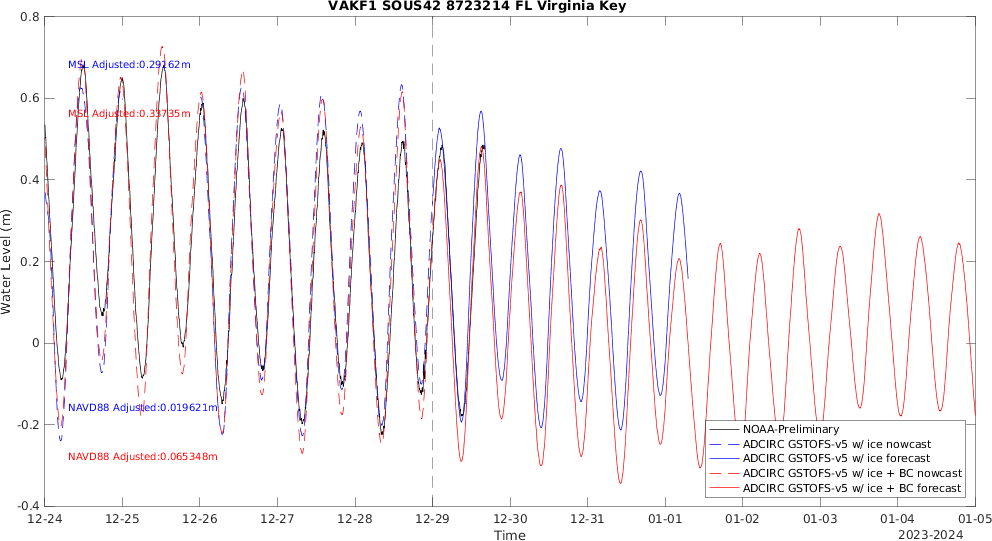 VAKF1 SOUS42 8723214 FL Virginia Key
0.8
0.6
0.4
0.2
0
-0.2
-0.4
Water Level (m)
MSL Adjusted:0.29162m
MSL Adjusted:0.33735m
NAVD88 Adjusted:0.019621m
NAVD88 Adjusted:0.065348m
NOAA-Preliminary
ADCIRC GSTOFS-v5 w/ ice nowcast
ADCIRC GSTOFS-v5 w/ ice forecast
ADCIRC GSTOFS-v5 w/ ice + BC nowcast
ADCIRC GSTOFS-v5 w/ ice + BC forecast
12-24 12-25 12-26 12-27 12-28 12-29 12-30 12-31 01-01 01-02 01-03 01-04 01-05
Time
2023-2024